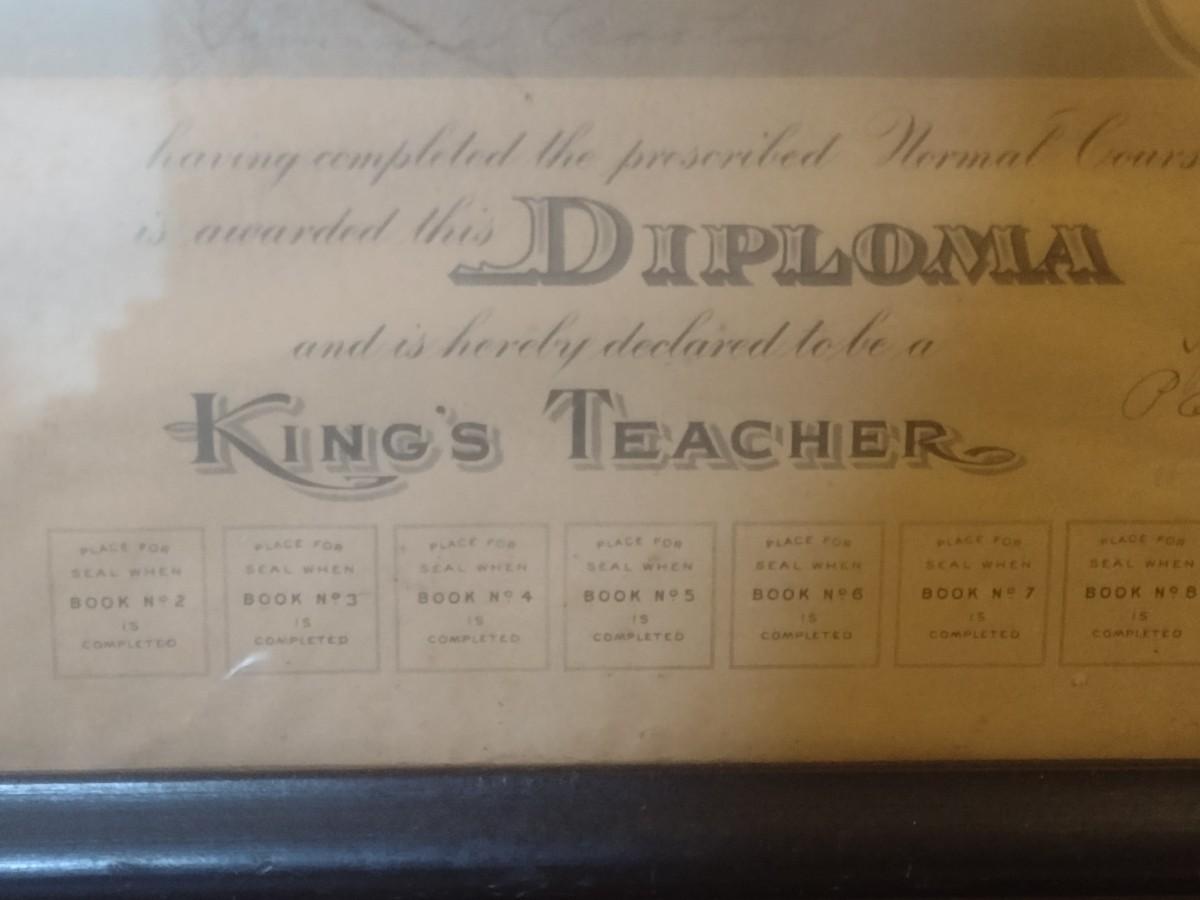 having completed the prescribed Normal Cours
is awarded this DIPLOMA
and is hereby declared to be a
KING'S TEACHER
PLACE FOR
SEAL WHEN
BOOK No 2
IS
COMPLETED
PLACE FOR
SEAL WHEN
BOOK No 3
IS
COMPLETED
PLACE FOR
SEAL WHEN
BOOK No 4
IS
COMPLETED
PLACE FOR
SEAL WHEN
BOOK No 5
IS
COMPLETED
PLACE FOR
SEAL WHEN
BOOK No 6
IS
COMPLETED
PLACE FOR
SEAL WHEN
BOOK No 7
IS
COMPLETED
PLACE FOR
SEAL WHEN
BOOK No 8
IS
COMPLETED